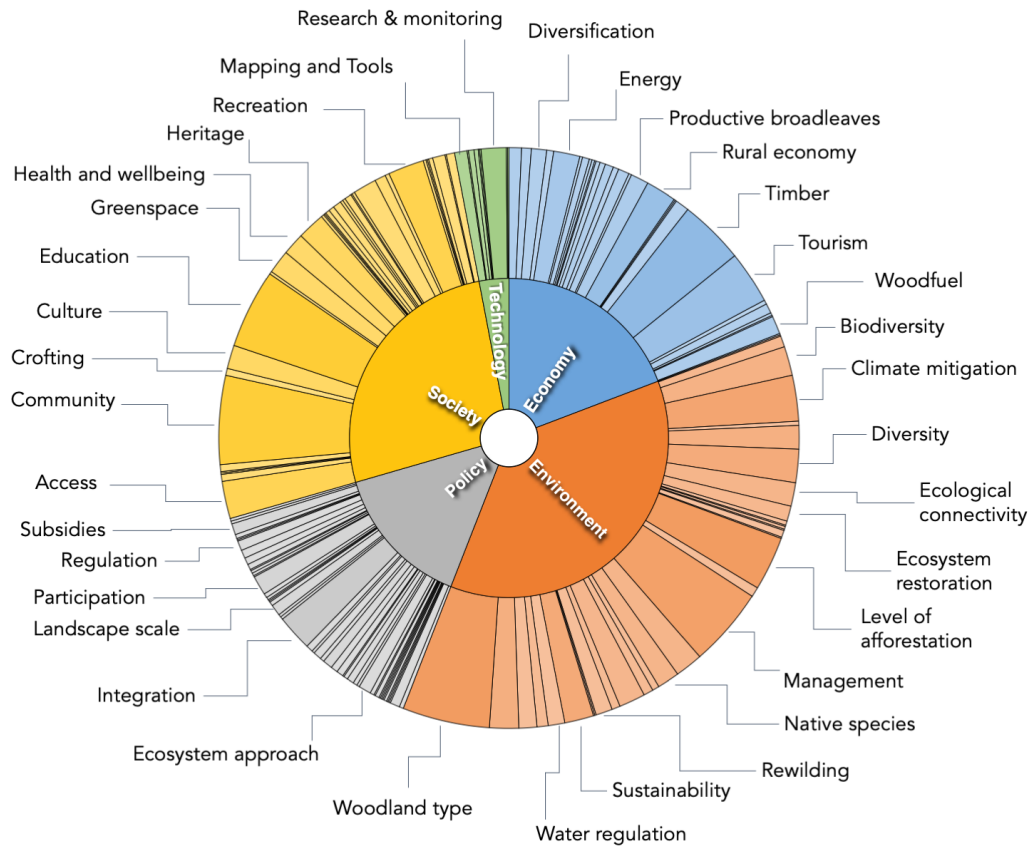 Research & monitoring
Diversification
Mapping and Tools
Energy
Recreation
Productive broadleaves
Heritage
Rural economy
Health and wellbeing
Timber
Greenspace
Tourism
Education
Woodfuel
Culture
Biodiversity
Crofting
Climate mitigation
Community
Diversity
Access
Ecological
connectivity
Subsidies
Regulation
Ecosystem
restoration
Participation
Landscape scale
Level of
afforestation
Integration
Management
Native species
Ecosystem approach
Rewilding
Sustainability
Woodland type
Water regulation
Technology
Economy
Society
Policy
Environment